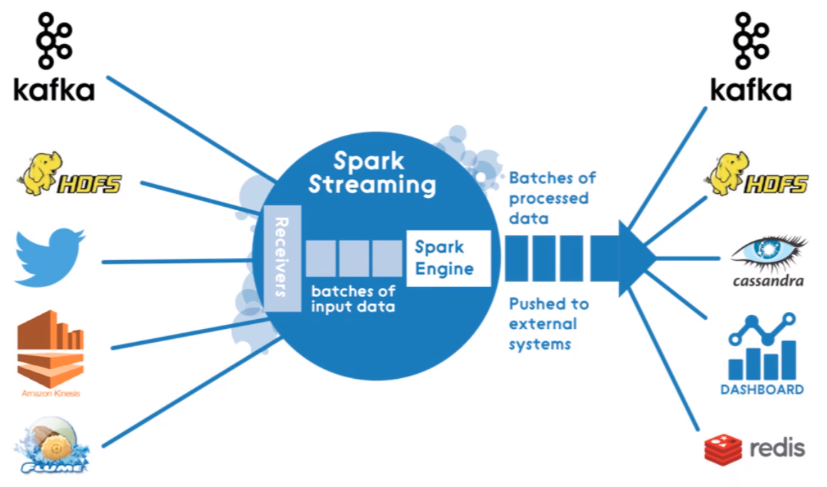 kafka
HDFS
Amazon Kinesis
FLUME
Spark
Streaming
Receivers
batches of
input data
Spark
Engine
Batches of
processed
data
Pushed to
external
systems
kafka
HDFS
cassandra
DASHBOARD
redis